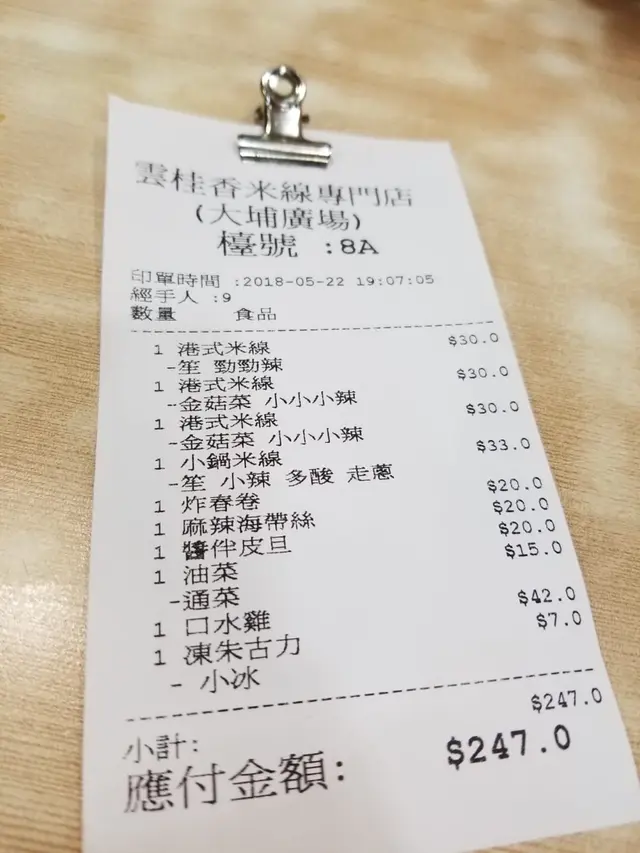 雲桂香米線專門店
(大埔廣場)
檯號 :8A
印單時間 :2018-05-22 19:07:05
經手人 :9
數量 食品
1 港式米線 $30.0
-笙 勁勁辣
1 港式米線 $30.0
-金菇菜 小小小辣
1 港式米線 $30.0
-金菇菜 小小小辣
1 小鍋米線 $33.0
-笙 小辣 多酸 走蔥
1 炸春卷 $20.0
1 麻辣海帶絲 $20.0
1 醬伴皮旦 $20.0
1 油菜 $15.0
-通菜
1 口水雞 $42.0
1 凍朱古力 $7.0
- 小冰
小計: $247.0
應付金額: $247.0